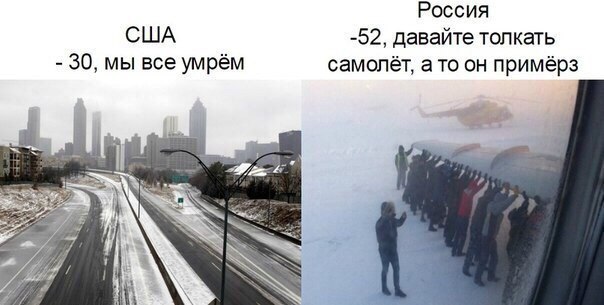 США
- 30, мы все умрём
Россия
-52, давайте толкать
самолёт, а то он примёрз